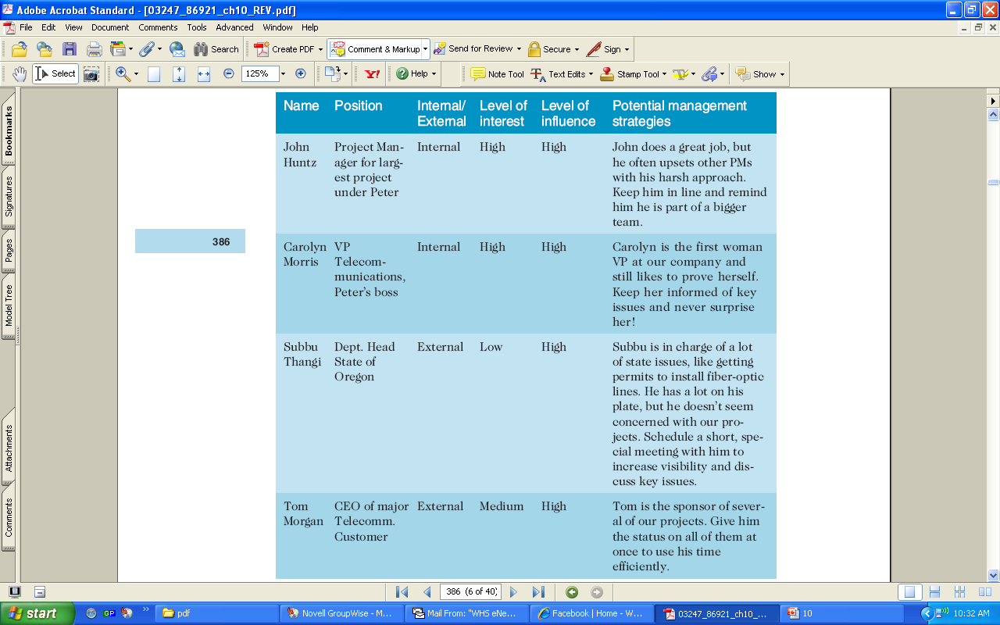 Adobe Acrobat Standard - [03247_86921_ch10_REV.pdf]
File Edit View Document Comments Tools Advanced Window Help
Search Create PDF Comment & Markup Send for Review Secure Sign
Select 125% Y! Help Note Tool Text Edits Stamp Tool Show
Bookmarks
Signatures
Pages
Model Tree
Attachments
Comments
386
Name Position Internal/ Level of Level of Potential management
External interest influence strategies
John Project Man- Internal High High John does a great job, but
Huntz ager for larg- he often upsets other PMs
est project with his harsh approach.
under Peter Keep him in line and remind
him he is part of a bigger
team.
Carolyn VP Internal High High Carolyn is the first woman
Morris Telecom- VP at our company and
munications, still likes to prove herself.
Peter's boss Keep her informed of key
issues and never surprise
her!
Subbu Dept. Head External Low High Subbu is in charge of a lot
Thangi State of of state issues, like getting
Oregon permits to install fiber-optic
lines. He has a lot on his
plate, but he doesn't seem
concerned with our pro-
jects. Schedule a short, spe-
cial meeting with him to
increase visibility and dis-
cuss key issues.
Tom CEO of major External Medium High Tom is the sponsor of sever-
Morgan Telecomm. al of our projects. Give him
Customer the status on all of them at
once to use his time
efficiently.
386 (6 of 40)
start GP » pdf Novell GroupWise - M... Mail From: "WHS eNe... Facebook | Home - W... 03247_86921_ch10_... 10 10:32 AM